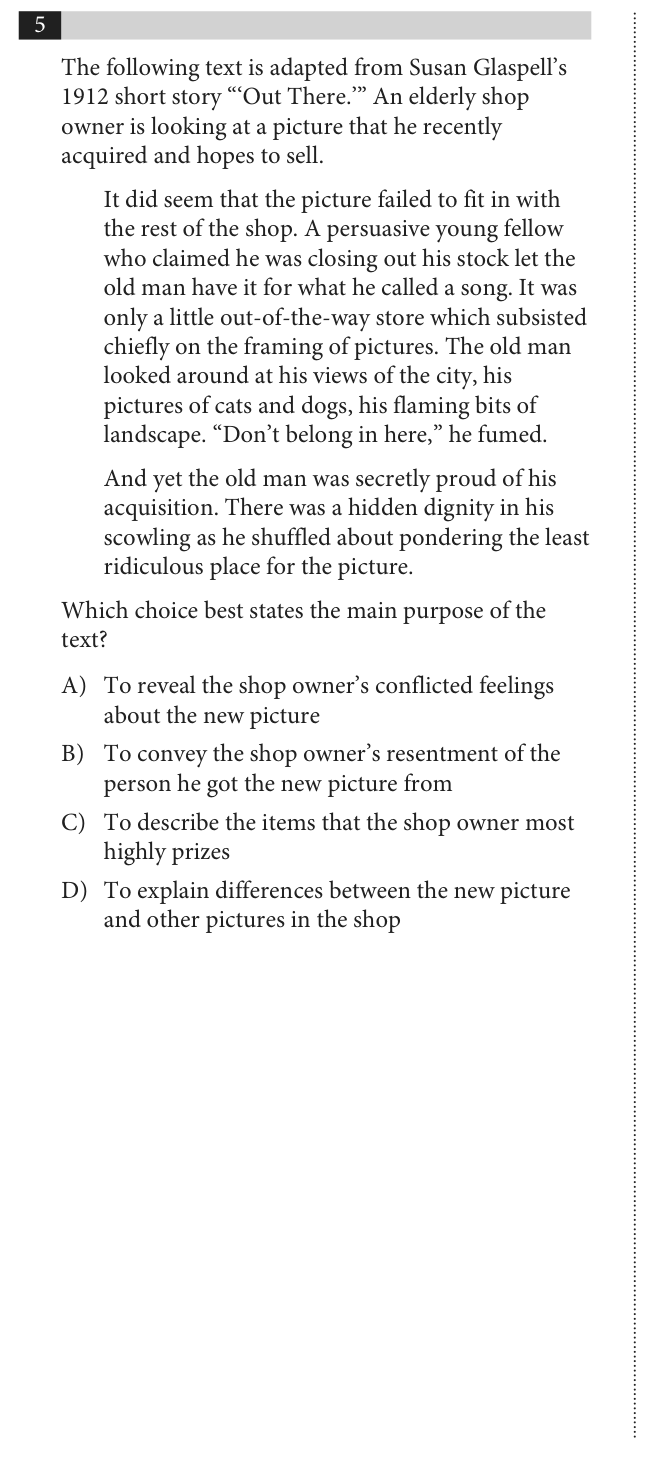 5
The following text is adapted from Susan Glaspell’s
1912 short story “‘Out There.’” An elderly shop
owner is looking at a picture that he recently
acquired and hopes to sell.
It did seem that the picture failed to fit in with
the rest of the shop. A persuasive young fellow
who claimed he was closing out his stock let the
old man have it for what he called a song. It was
only a little out-of-the-way store which subsisted
chiefly on the framing of pictures. The old man
looked around at his views of the city, his
pictures of cats and dogs, his flaming bits of
landscape. “Don’t belong in here,” he fumed.
And yet the old man was secretly proud of his
acquisition. There was a hidden dignity in his
scowling as he shuffled about pondering the least
ridiculous place for the picture.
Which choice best states the main purpose of the
text?
A) To reveal the shop owner’s conflicted feelings
about the new picture
B) To convey the shop owner’s resentment of the
person he got the new picture from
C) To describe the items that the shop owner most
highly prizes
D) To explain differences between the new picture
and other pictures in the shop